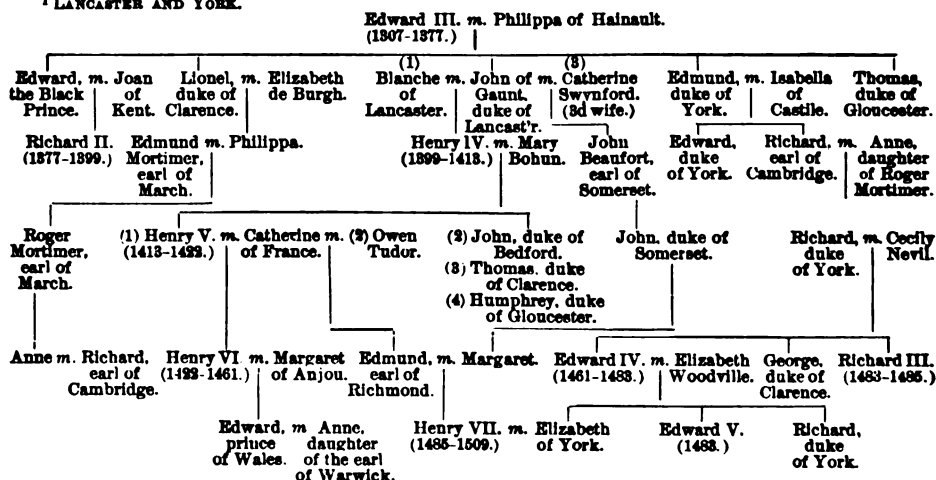 ¹ LANCASTER AND YORK.
Edward III. m. Philippa of Hainault.
(1307-1377.)
(1) (3)
Edward, m. Joan Lionel, m. Elizabeth Blanche m. John of m. Catherine Edmund, m. Isabella Thomas,
the Black of duke of de Burgh. of Gaunt, Swynford. duke of of duke of
Prince. Kent. Clarence. Lancaster. duke of (3d wife.) York. Castile. Gloucester.
Lancast'r.
Richard II. Edmund m. Philippa. Henry IV. m. Mary John Edward, Richard, m. Anne,
(1377-1399.) Mortimer, (1399-1413.) Bohun. Beaufort, duke earl of daughter
earl of earl of of York. Cambridge. of Roger
March. Somerset. Mortimer.
Roger (1) Henry V. m. Catherine m. (2) Owen (2) John, duke of John, duke of Richard, m. Cecily
Mortimer, (1413-1422.) of France. Tudor. Bedford. Somerset. duke Nevil.
earl of (3) Thomas, duke of York.
March. of Clarence.
(4) Humphrey, duke
of Gloucester.
Anne m. Richard, Henry VI. m. Margaret Edmund, m. Margaret. Edward IV. m. Elizabeth George, Richard III.
earl of (1422-1461.) of Anjou. earl of (1461-1483.) Woodville. duke of (1483-1485.)
Cambridge. Richmond. Clarence.
Edward, m Anne, Henry VII. m. Elizabeth Edward V. Richard,
prince daughter (1485-1509.) of York. (1483.) duke
of Wales. of the earl of York.
of Warwick.